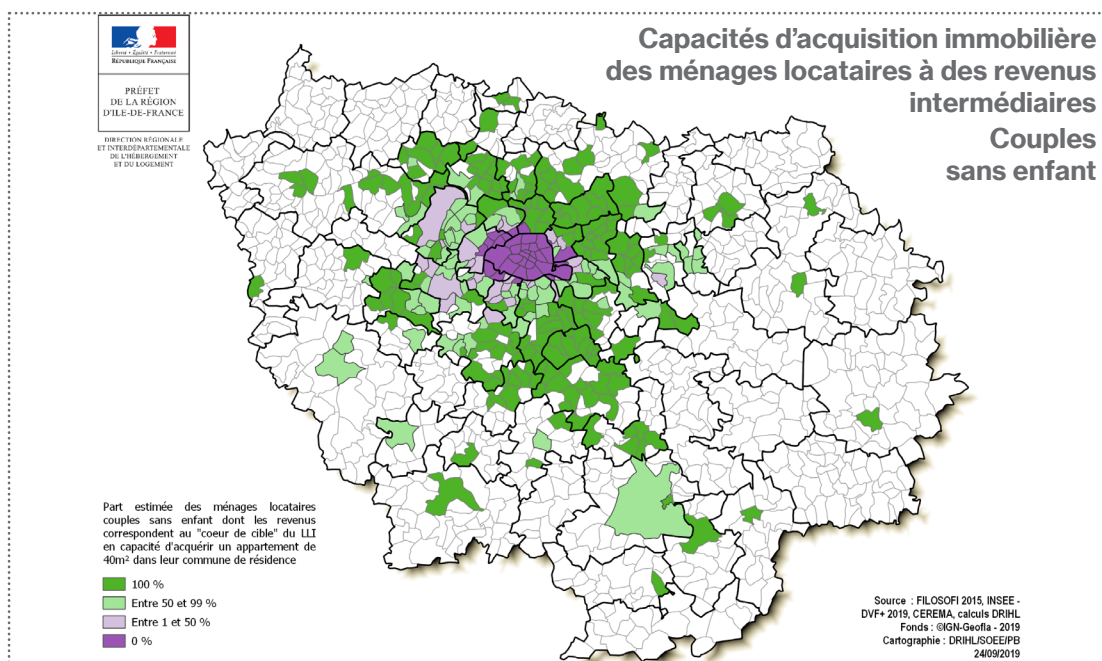 Liberté • Égalité • Fraternité
RÉPUBLIQUE FRANÇAISE
PRÉFET
DE LA RÉGION
D'ILE-DE-FRANCE
DIRECTION RÉGIONALE
ET INTERDÉPARTEMENTALE
DE L'HÉBERGEMENT
ET DU LOGEMENT
Capacités d'acquisition immobilière
des ménages locataires à des revenus
intermédiaires
Couples
sans enfant
Part estimée des ménages locataires
couples sans enfant dont les revenus
correspondent au "coeur de cible" du LLI
en capacité d'acquérir un appartement de
40m² dans leur commune de résidence
100 %
Entre 50 et 99 %
Entre 1 et 50 %
0 %
Source : FILOSOFI 2015, INSEE -
DVF+ 2019, CEREMA, calculs DRIHL
Fonds : ©IGN-Geofla - 2019
Cartographie : DRIHL/SOEE/PB
24/09/2019